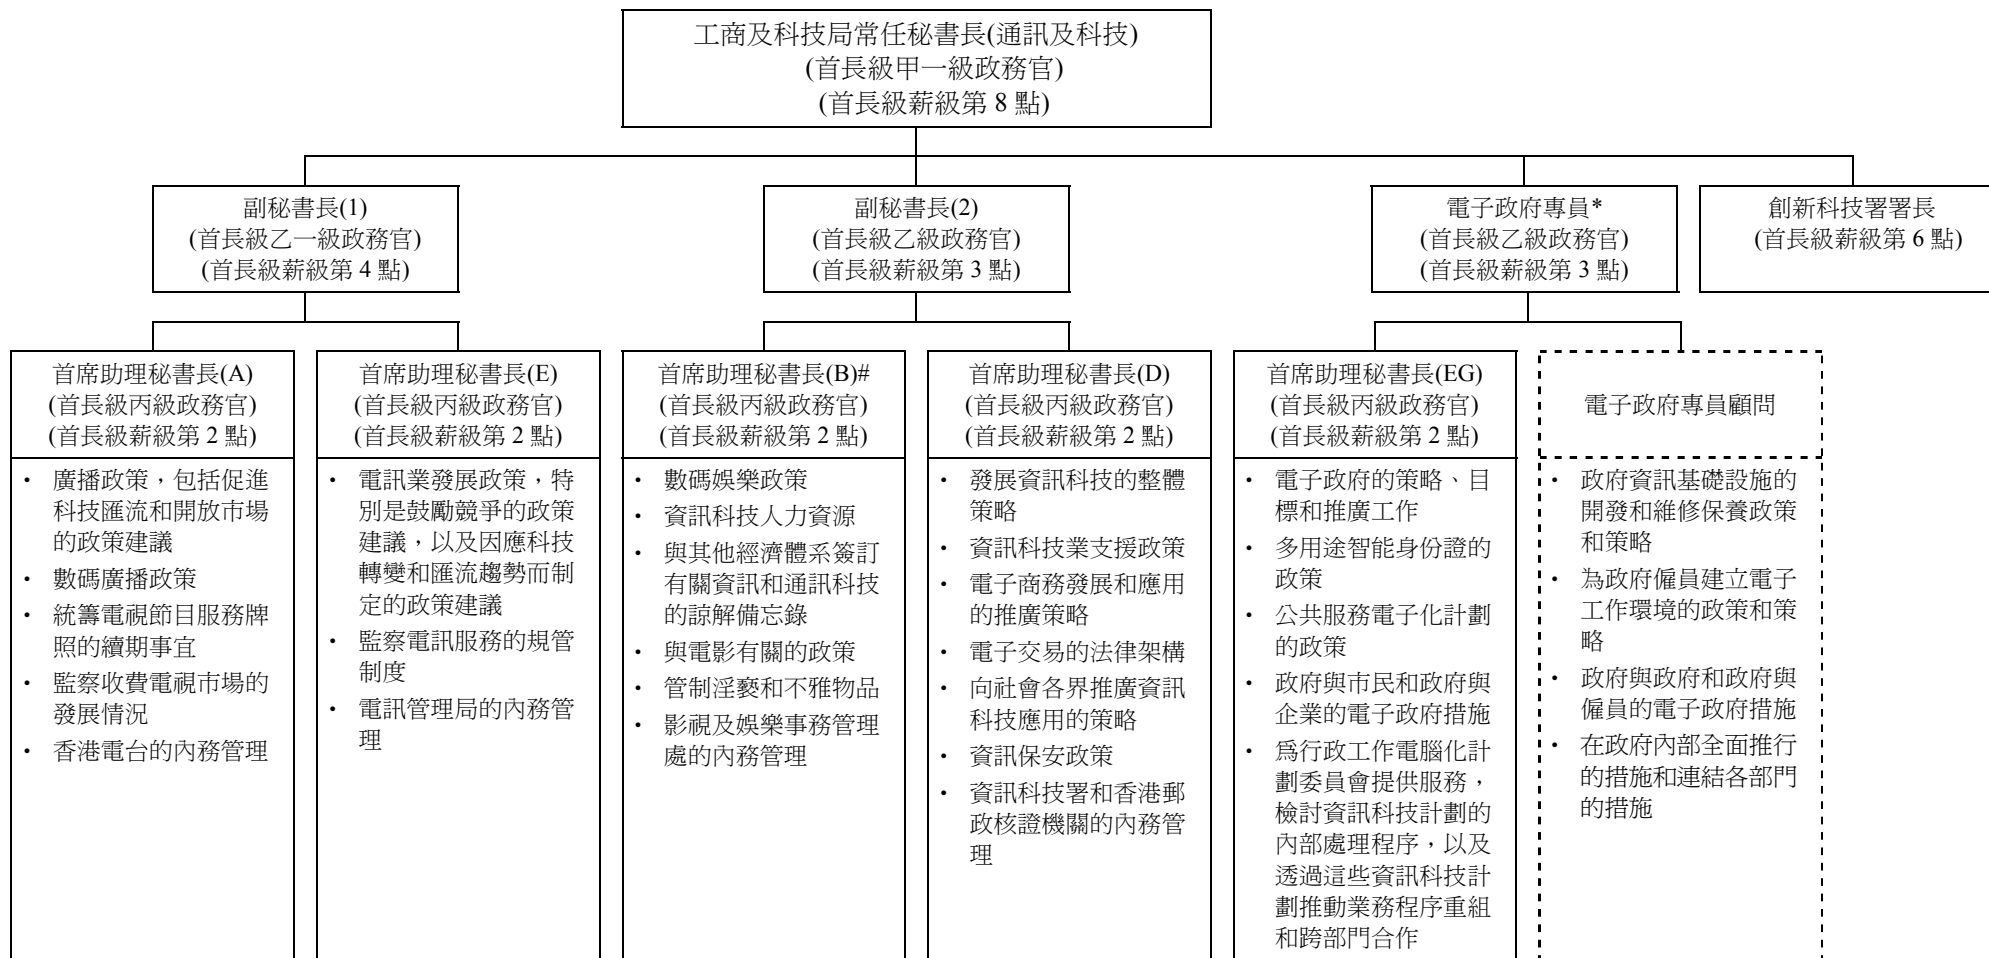 工商及科技局常任秘書長(通訊及科技)
(首長級甲一級政務官)
(首長級薪級第 8 點)
副秘書長(1)
(首長級乙一級政務官)
(首長級薪級第 4 點)
副秘書長(2)
(首長級乙級政務官)
(首長級薪級第 3 點)
電子政府專員*
(首長級乙級政務官)
(首長級薪級第 3 點)
創新科技署署長
(首長級薪級第 6 點)
首席助理秘書長(A)
(首長級丙級政務官)
(首長級薪級第 2 點)
• 廣播政策，包括促進
科技匯流和開放市場
的政策建議
• 數碼廣播政策
• 統籌電視節目服務牌
照的續期事宜
• 監察收費電視市場的
發展情況
• 香港電台的內務管理
首席助理秘書長(E)
(首長級丙級政務官)
(首長級薪級第 2 點)
• 電訊業發展政策，特
別是鼓勵競爭的政策
建議，以及因應科技
轉變和匯流趨勢而制
定的政策建議
• 監察電訊服務的規管
制度
• 電訊管理局的內務管
理
首席助理秘書長(B)#
(首長級丙級政務官)
(首長級薪級第 2 點)
• 數碼娛樂政策
• 資訊科技人力資源
• 與其他經濟體系簽訂
有關資訊和通訊科技
的諒解備忘錄
• 與電影有關的政策
• 管制淫褻和不雅物品
• 影視及娛樂事務管理
處的內務管理
首席助理秘書長(D)
(首長級丙級政務官)
(首長級薪級第 2 點)
• 發展資訊科技的整體
策略
• 資訊科技業支援政策
• 電子商務發展和應用
的推廣策略
• 電子交易的法律架構
• 向社會各界推廣資訊
科技應用的策略
• 資訊保安政策
• 資訊科技署和香港郵
政核證機關的內務管
理
首席助理秘書長(EG)
(首長級丙級政務官)
(首長級薪級第 2 點)
• 電子政府的策略、目
標和推廣工作
• 多用途智能身份證的
政策
• 公共服務電子化計劃
的政策
• 政府與市民和政府與
企業的電子政府措施
• 爲行政工作電腦化計
劃委員會提供服務，
檢討資訊科技計劃的
內部處理程序，以及
透過這些資訊科技計
劃推動業務程序重組
和跨部門合作
電子政府專員顧問
• 政府資訊基礎設施的
開發和維修保養政策
和策略
• 為政府僱員建立電子
工作環境的政策和策
略
• 政府與政府和政府與
僱員的電子政府措施
• 在政府內部全面推行
的措施和連結各部門
的措施